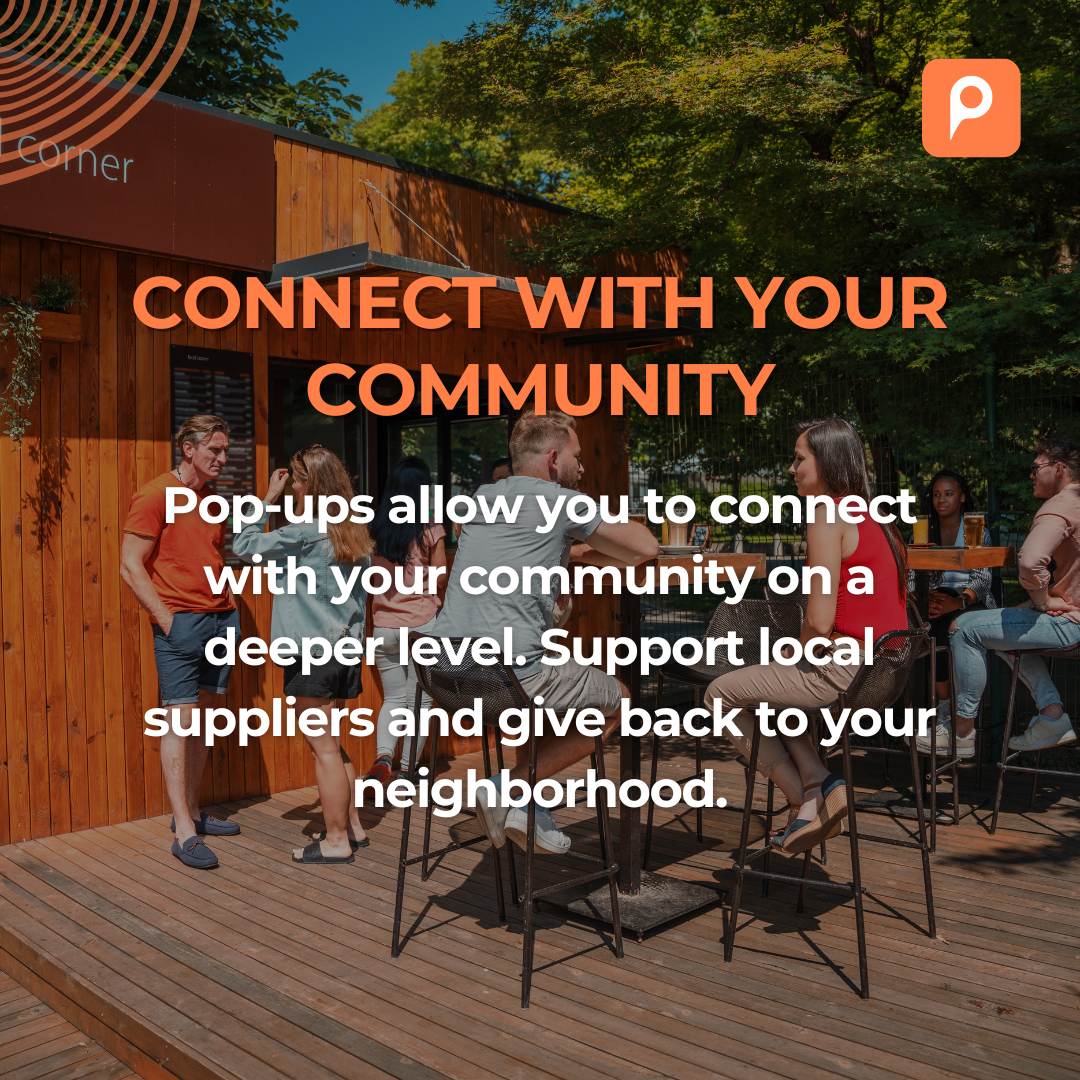 corner
CONNECT WITH YOUR
COMMUNITY
Pop-ups allow you to connect
with your community on a
deeper level. Support local
suppliers and give back to your
neighborhood.